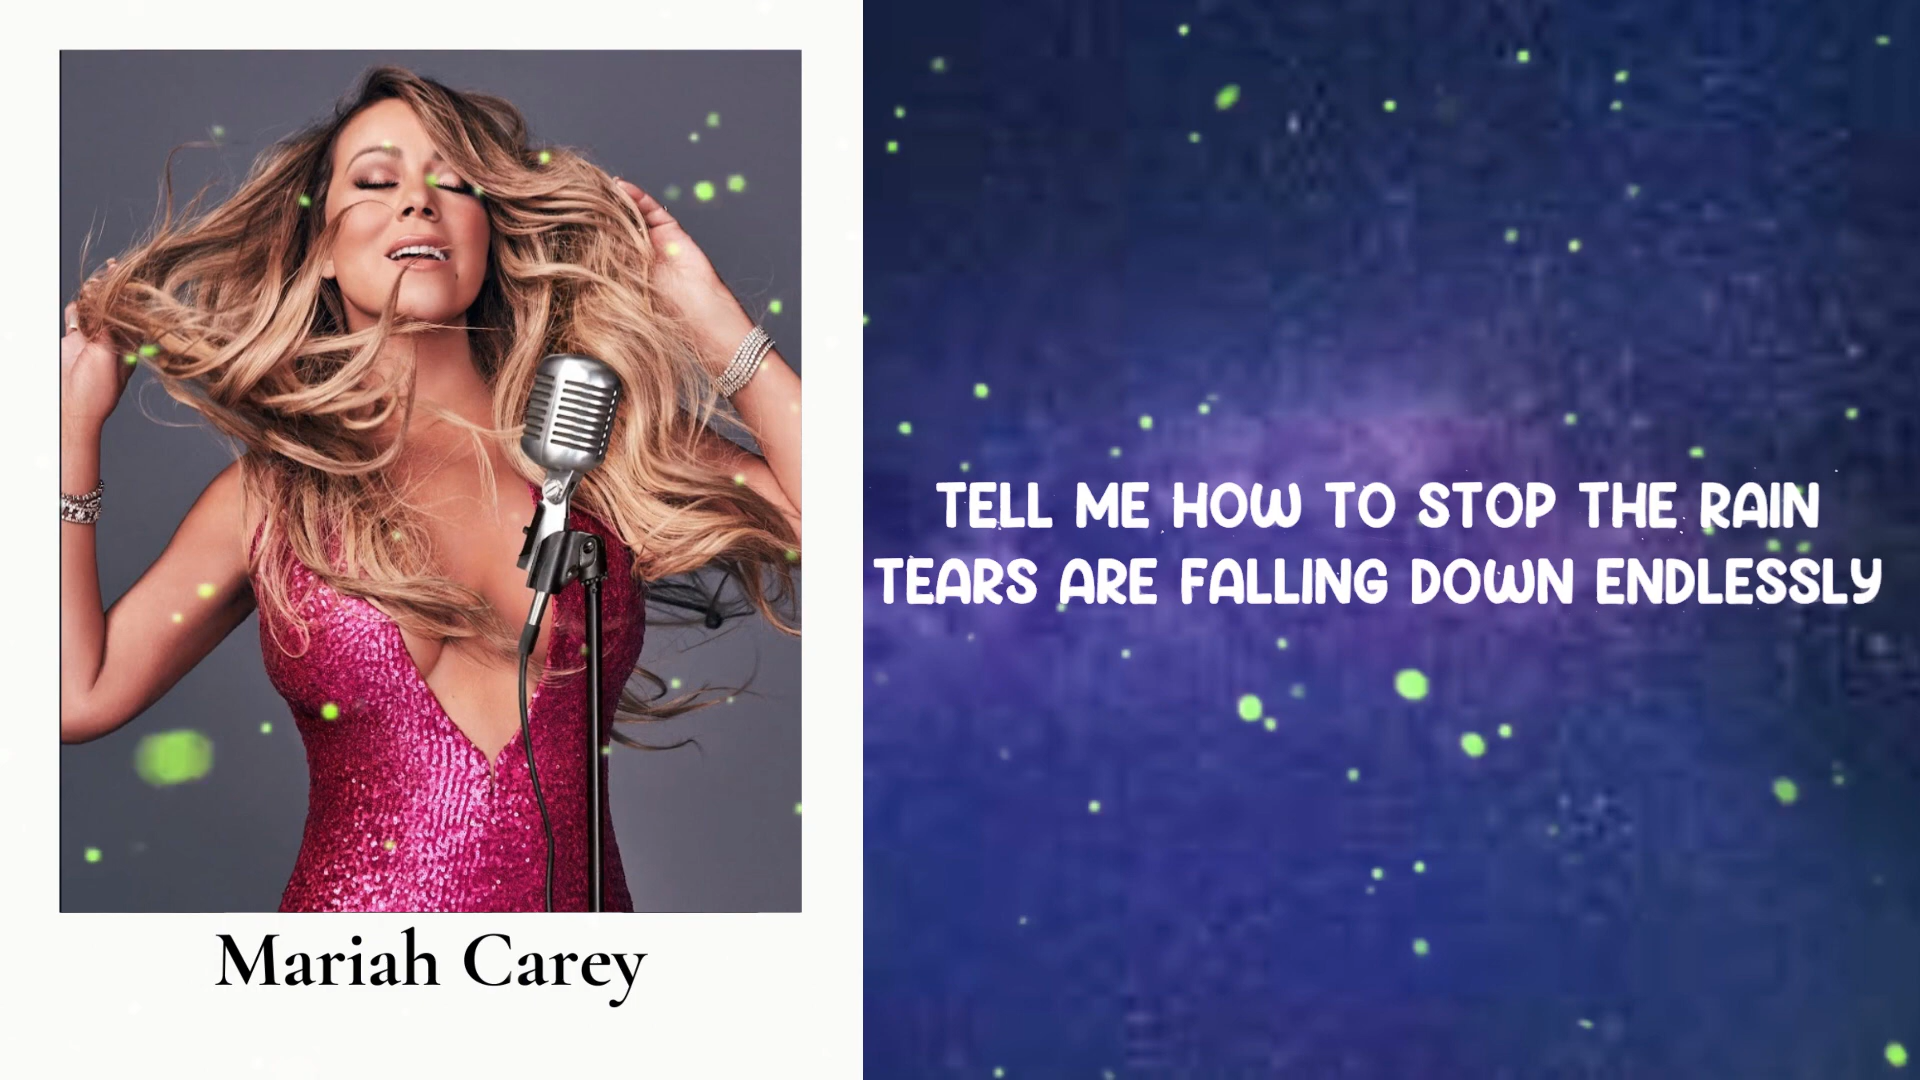 Mariah Carey
TELL ME HOW TO STOP THE RAIN
TEARS ARE FALLING DOWN ENDLESSLY